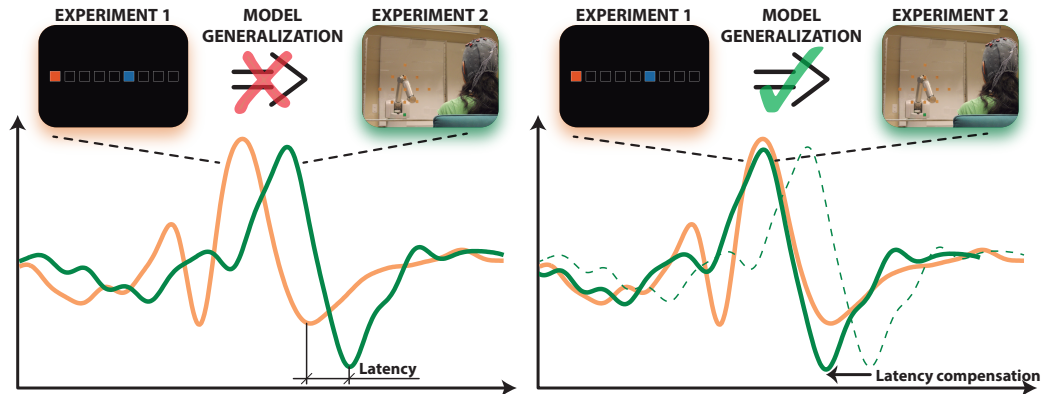 EXPERIMENT 1
MODEL
GENERALIZATION
EXPERIMENT 2
Latency
EXPERIMENT 1
MODEL
GENERALIZATION
EXPERIMENT 2
Latency compensation